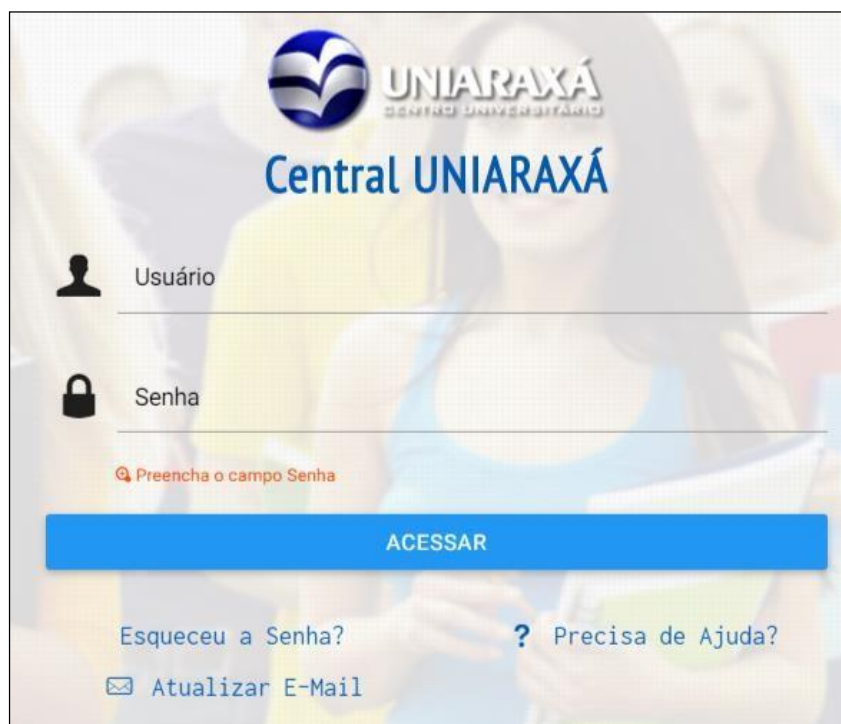 UNIARAXÁ
CENTRO UNIVERSITÁRIO
Central UNIARAXÁ
Usuário
Senha
Preencha o campo Senha
ACESSAR
Esqueceu a Senha?
? Precisa de Ajuda?
Atualizar E-Mail